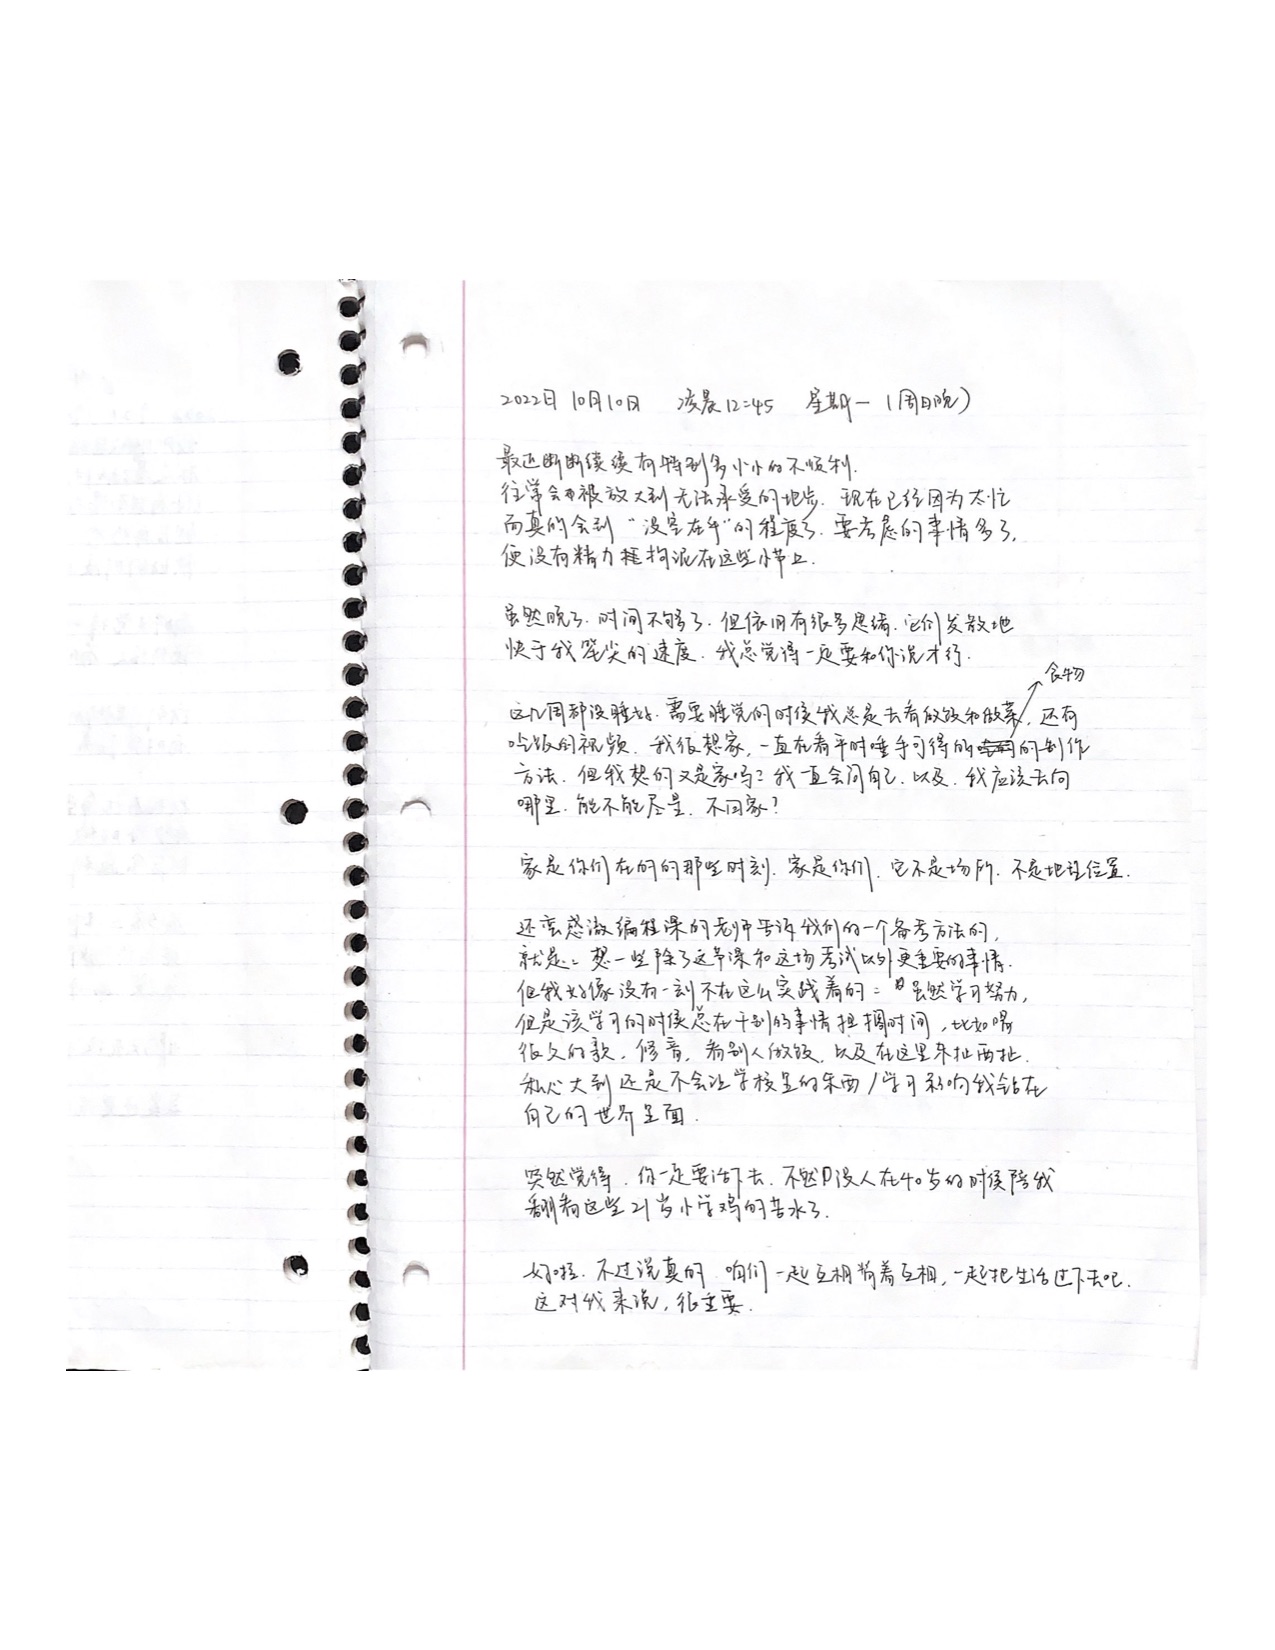 2022日 10月10日 凌晨12:45 星期一(周日晚)
最近断断续续有特别多小小的不顺利.
往常会被放大到无法承受的地步. 现在已经因为太忙
而真的会到“没空在乎”的程度了. 要考虑的事情多了,
便没有精力拘泥在这些小节上.
虽然晚了. 时间不够了. 但依旧有很多思绪. 它们发散地
快于我笔尖的速度. 我总觉得一定要和你说才行.
食物
这几周都没睡好. 需要睡觉的时候我总是去看做饭和做菜, 还有
吃饭的视频. 我很想家, 一直在看平时唾手可得的的制作
方法. 但我想的又是家吗? 我一直会问自己. 以及, 我应该去向
哪里. 能不能尽量. 不回家?
家是你们在的的那些时刻. 家是你们. 它不是场所. 不是地理位置.
还蛮感激编程课的老师告诉我们的一个备考方法的,
就是: 想一些除了这节课和这场考试以外更重要的事情.
但我好像没有一刻不在这么实践着的: 虽然学习努力,
但是该学习的时候总在干别的事情担搁时间, 比如唱
很久的歌, 修音, 看别人做饭, 以及在这里东扯西扯.
私心大到还是不会让学校里的东西/学习影响我钻在
自己的世界里面.
突然觉得. 你一定要活下去. 不然没人在40岁的时候陪我
翻看这些21岁小学鸡的苦水了.
好啦. 不过说真的. 咱们一起互相背着互相, 一起把生活过下去吧.
这对我来说, 很重要.